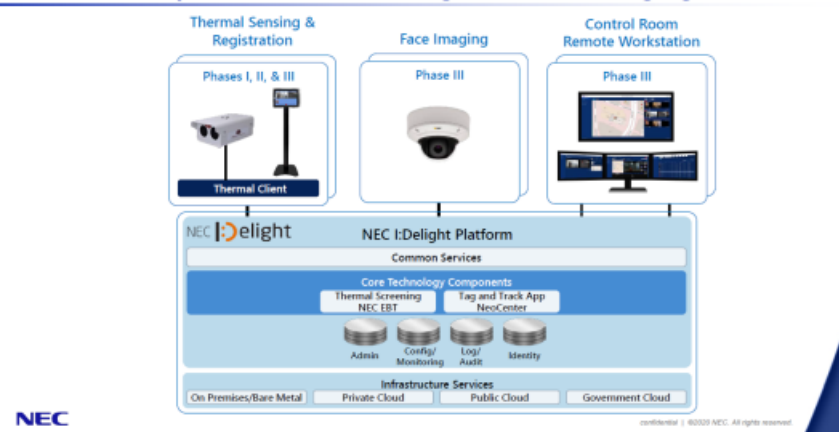 Thermal Sensing &
Registration
Face Imaging
Control Room
Remote Workstation
Phases I, II, & III
Phase III
Phase III
Thermal Client
NEC I:Delight
NEC I:Delight Platform
Common Services
Core Technology Components
Thermal Screening
NEC EBT
Tag and Track App
NeoCenter
Admin
Config/
Monitoring
Log/
Audit
Identity
Infrastructure Services
On Premises/Bare Metal
Private Cloud
Public Cloud
Government Cloud
NEC
confidential | ©2020 NEC. All rights reserved.